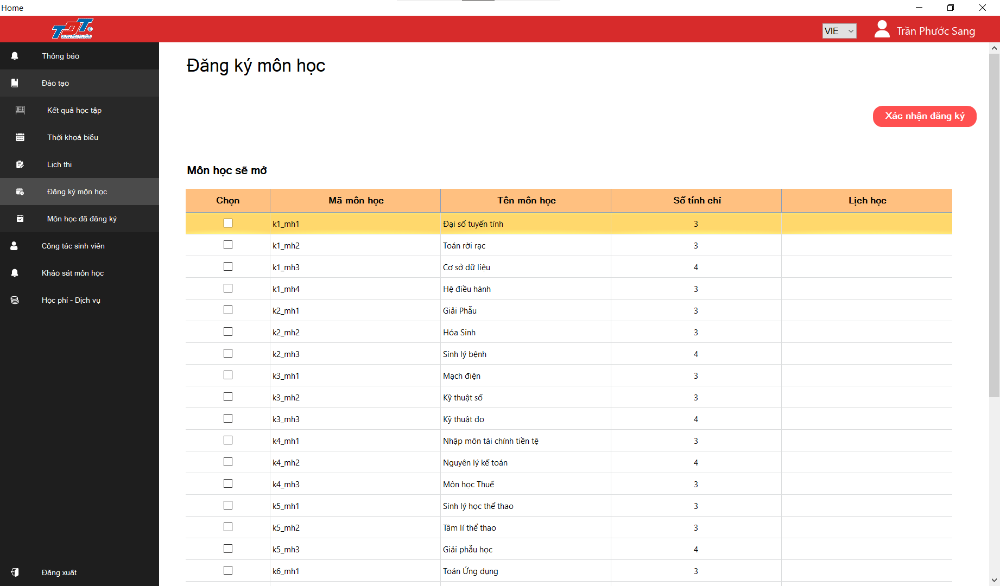 Home
TDT
VIE
Trần Phước Sang
Thông báo
Đào tạo
Kết quả học tập
Thời khoá biểu
Lịch thi
Đăng ký môn học
Môn học đã đăng ký
Công tác sinh viên
Khảo sát môn học
Học phí - Dịch vụ
Đăng xuất
Đăng ký môn học
Xác nhận đăng ký
Môn học sẽ mở
Chọn Mã môn học Tên môn học Số tính chỉ Lịch học
k1_mh1 Đại số tuyến tính 3
k1_mh2 Toán rời rạc 3
k1_mh3 Cơ sở dữ liệu 4
k1_mh4 Hệ điều hành 3
k2_mh1 Giải Phẫu 3
k2_mh2 Hóa Sinh 3
k2_mh3 Sinh lý bệnh 4
k3_mh1 Mạch điện 3
k3_mh2 Kỹ thuật số 3
k3_mh3 Kỹ thuật đo 4
k4_mh1 Nhập môn tài chính tiền tệ 3
k4_mh2 Nguyên lý kế toán 4
k4_mh3 Môn học Thuế 3
k5_mh1 Sinh lý học thể thao 3
k5_mh2 Tâm lí thể thao 3
k5_mh3 Giải phẫu học 4
k6_mh1 Toán Ứng dụng 3